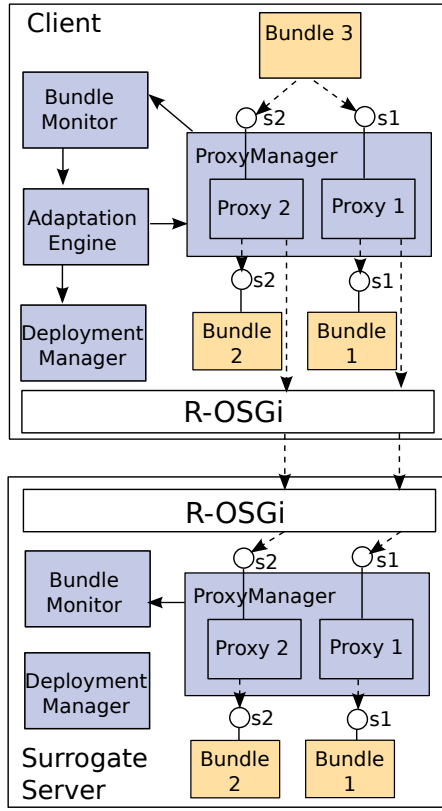 Client
Bundle 3
Bundle
Monitor
s2
s1
ProxyManager
Adaptation
Engine
Proxy 2
Proxy 1
s2
s1
Deployment
Manager
Bundle
2
Bundle
1
R-OSGi
R-OSGi
s2
s1
Bundle
Monitor
ProxyManager
Proxy 2
Proxy 1
Deployment
Manager
s2
s1
Bundle
2
Bundle
1
Surrogate
Server